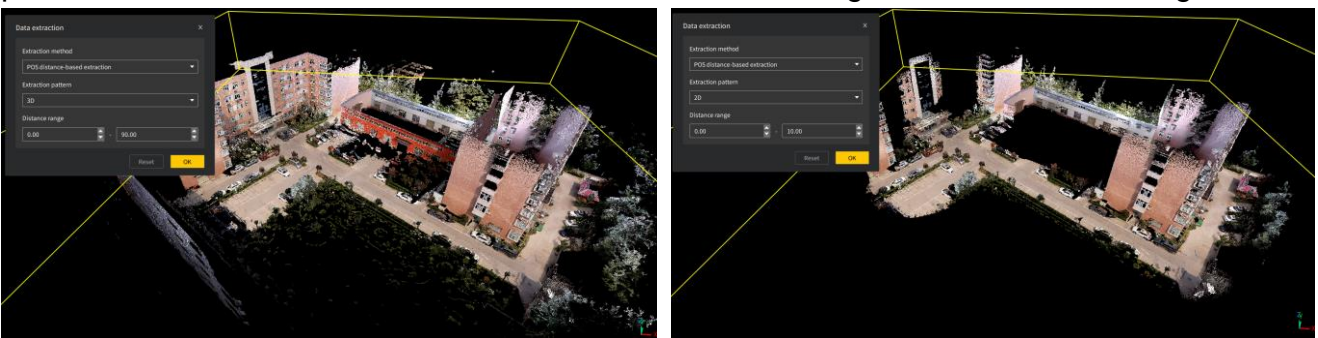 Data extraction ×
Extraction method
POS distance-based extraction
Extraction pattern
3D
Distance range
0.00 - 90.00
Reset OK
Data extraction ×
Extraction method
POS distance-based extraction
Extraction pattern
2D
Distance range
0.00 - 10.00
Reset OK